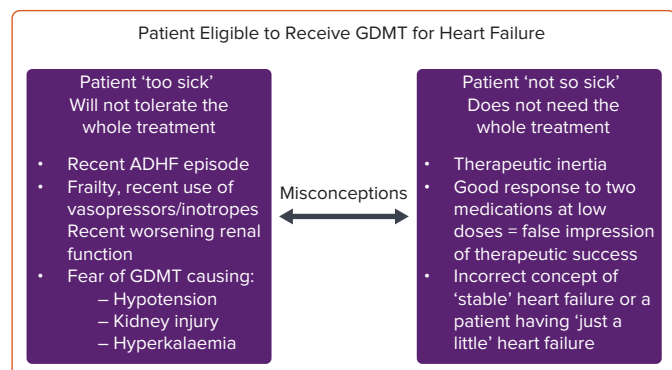 Patient Eligible to Receive GDMT for Heart Failure
Patient ‘too sick’
Will not tolerate the
whole treatment
• Recent ADHF episode
• Frailty, recent use of
vasopressors/inotropes
Recent worsening renal
function
• Fear of GDMT causing:
– Hypotension
– Kidney injury
– Hyperkalaemia
Misconceptions
Patient ‘not so sick’
Does not need the
whole treatment
• Therapeutic inertia
• Good response to two
medications at low
doses = false impression
of therapeutic success
• Incorrect concept of
‘stable’ heart failure or a
patient having ‘just a
little’ heart failure